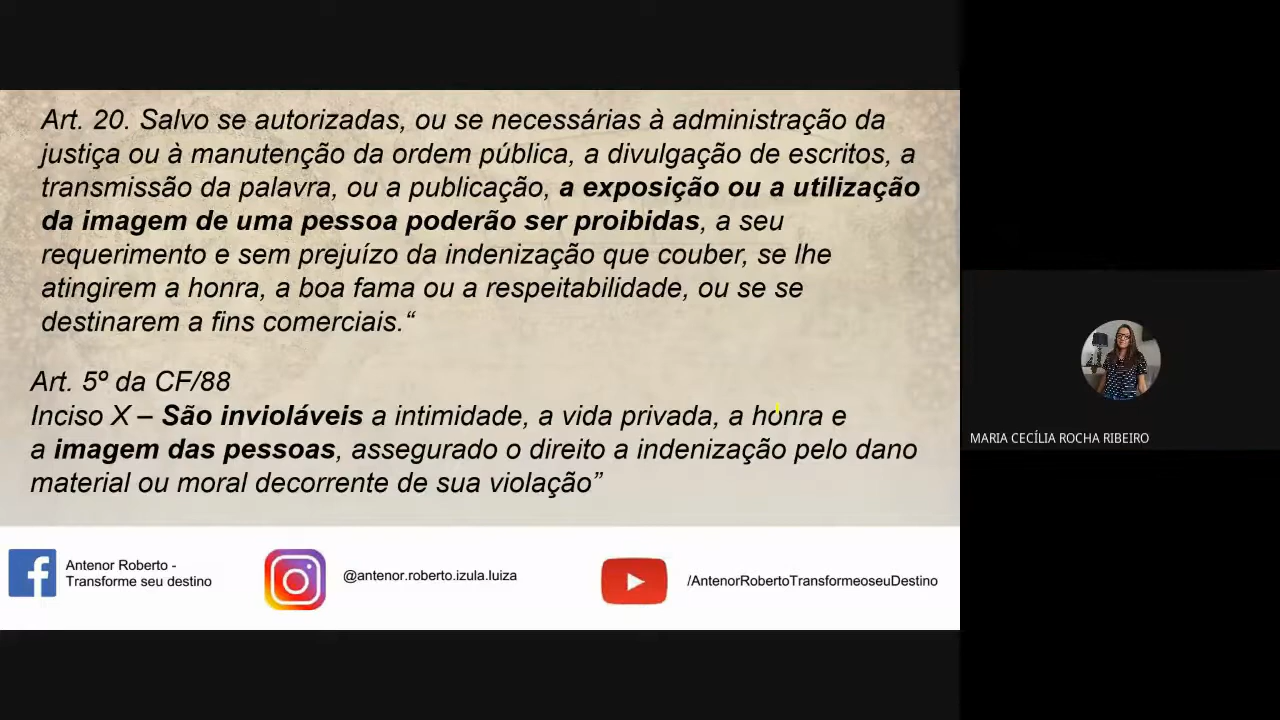 Art. 20. Salvo se autorizadas, ou se necessárias à administração da
justiça ou à manutenção da ordem pública, a divulgação de escritos, a
transmissão da palavra, ou a publicação, a exposição ou a utilização
da imagem de uma pessoa poderão ser proibidas, a seu
requerimento e sem prejuízo da indenização que couber, se lhe
atingirem a honra, a boa fama ou a respeitabilidade, ou se se
destinarem a fins comerciais.“
Art. 5º da CF/88
Inciso X – São invioláveis a intimidade, a vida privada, a honra e
a imagem das pessoas, assegurado o direito a indenização pelo dano
material ou moral decorrente de sua violação”
Antenor Roberto -
Transforme seu destino
@antenor.roberto.izula.luiza
/AntenorRobertoTransformeoseuDestino
MARIA CECÍLIA ROCHA RIBEIRO